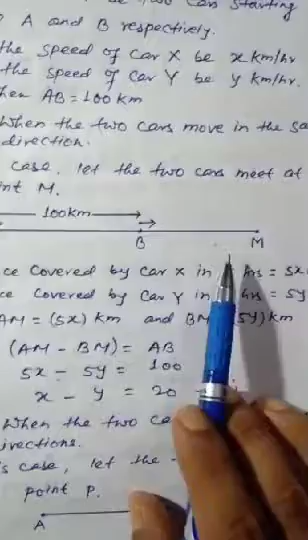 two cars starting
A and B respectively.
the speed of car X be x km/hr.
the speed of car Y be y km/hr.
AB = 100 km
When the two cars move in the sa
direction.
case, let the two cars meet at
nt M.
100km
B M
ce covered by car X in hrs = 5x
ce covered by car Y in hrs = 5y
AM = (5x) km and BM (5y) km
(AM - BM) = AB
5x - 5y = 100
x - y = 20
When the two ca
irections.
s case, let the
point P.
A